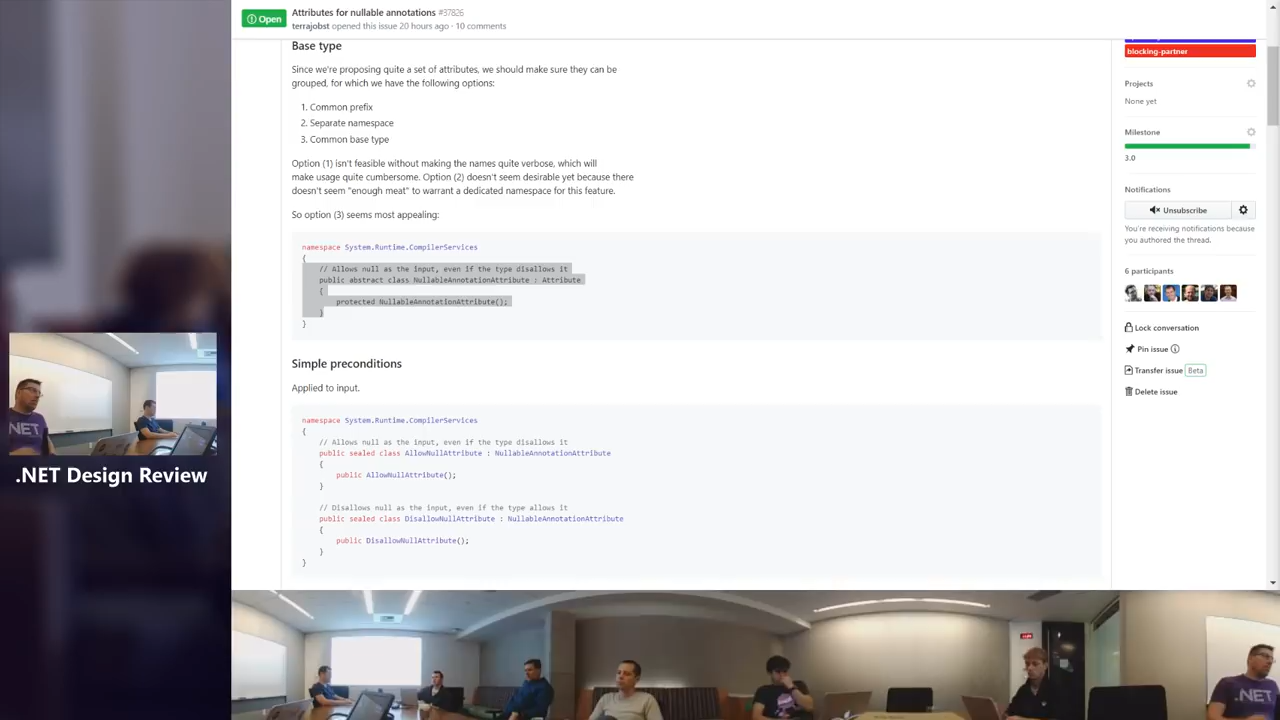 Open
Attributes for nullable annotations #37826
terrajobst opened this issue 20 hours ago · 10 comments
Base type
Since we're proposing quite a set of attributes, we should make sure they can be
grouped, for which we have the following options:
1. Common prefix
2. Separate namespace
3. Common base type
Option (1) isn't feasible without making the names quite verbose, which will
make usage quite cumbersome. Option (2) doesn't seem desirable yet because there
doesn't seem "enough meat" to warrant a dedicated namespace for this feature.
So option (3) seems most appealing:
namespace System.Runtime.CompilerServices
{
// Allows null as the input, even if the type disallows it
public abstract class NullableAnnotationAttribute : Attribute
{
protected NullableAnnotationAttribute();
}
}
Simple preconditions
Applied to input.
namespace System.Runtime.CompilerServices
{
// Allows null as the input, even if the type disallows it
public sealed class AllowNullAttribute : NullableAnnotationAttribute
{
public AllowNullAttribute();
}
// Disallows null as the input, even if the type allows it
public sealed class DisallowNullAttribute : NullableAnnotationAttribute
{
public DisallowNullAttribute();
}
}
blocking-partner
Projects
None yet
Milestone
3.0
Notifications
Unsubscribe
You're receiving notifications because
you authored the thread.
6 participants
Lock conversation
Pin issue
Transfer issue Beta
Delete issue
.NET
.NET Design Review
.NET